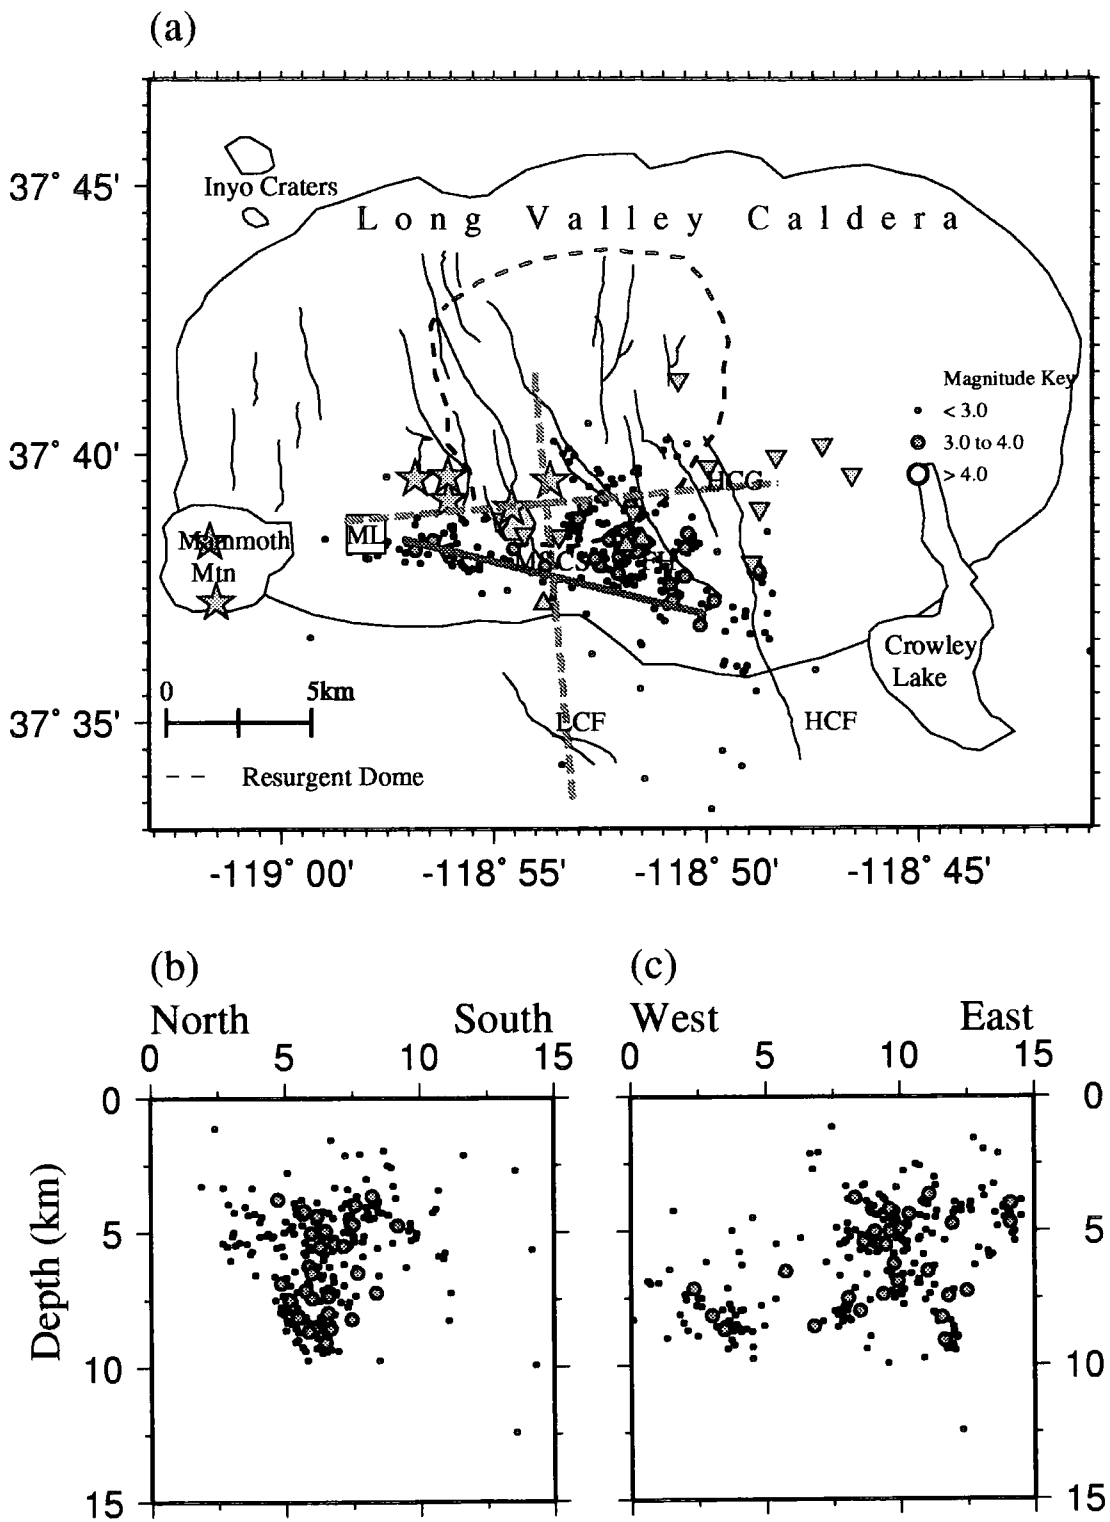 (a)
37° 45'
Inyo Craters
Long Valley Caldera
Magnitude Key
< 3.0
37° 40'
3.0 to 4.0
> 4.0
HCG
ML
Mammoth
Mtn
MSCS
FH
Crowley
Lake
0 5km
37° 35'
LCF
HCF
Resurgent Dome
-119° 00' -118° 55' -118° 50' -118° 45'
(b) (c)
North South West East
0 5 10 15 0 5 10 15
0 0
5 5
10 10
15 15
Depth (km)